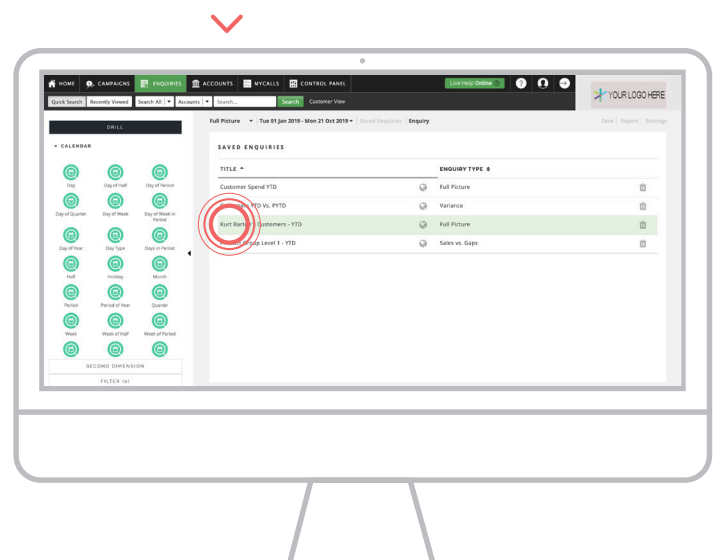 HOME CAMPAIGNS ENQUIRIES ACCOUNTS MYCALLS CONTROL PANEL Live Help Online ?
YOUR LOGO HERE
Quick Search Recently Viewed Search All Accounts Search... Search Customer View
Full Picture Tue 01 Jan 2019 - Mon 21 Oct 2019 Saved Enquiries Enquiry Save Export Settings
DRILL
CALENDAR
Day Day of Half Day of Period
Day of Quarter Day of Week Day of Week in Period
Day of Year Day Type Days in Period
Half Holiday Month
Period Period of Year Quarter
Week Week of Half Week of Period
SECOND DIMENSION
FILTER (0)
SAVED ENQUIRIES
TITLE ENQUIRY TYPE
Customer Spend YTD Full Picture
YTD Vs. PYTD Variance
Kurt Customers - YTD Full Picture
Group Level 1 - YTD Sales vs. Gaps